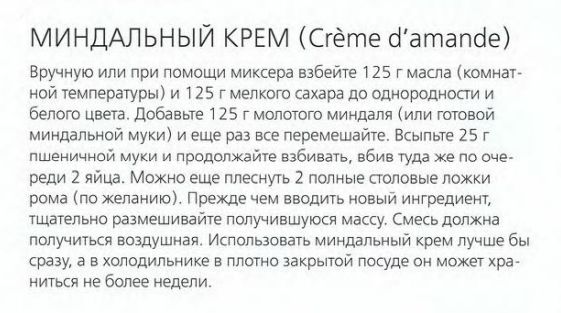 МИНДАЛЬНЫЙ КРЕМ (Crème d’amande)
Вручную или при помощи миксера взбейте 125 г масла (комнат-
ной температуры) и 125 г мелкого сахара до однородности и
белого цвета. Добавьте 125 г молотого миндаля (или готовой
миндальной муки) и еще раз все перемешайте. Всыпьте 25 г
пшеничной муки и продолжайте взбивать, вбив туда же по оче-
реди 2 яйца. Можно еще плеснуть 2 полные столовые ложки
рома (по желанию). Прежде чем вводить новый ингредиент,
тщательно размешивайте получившуюся массу. Смесь должна
получиться воздушная. Использовать миндальный крем лучше бы
сразу, а в холодильнике в плотно закрытой посуде он может хра-
ниться не более недели.